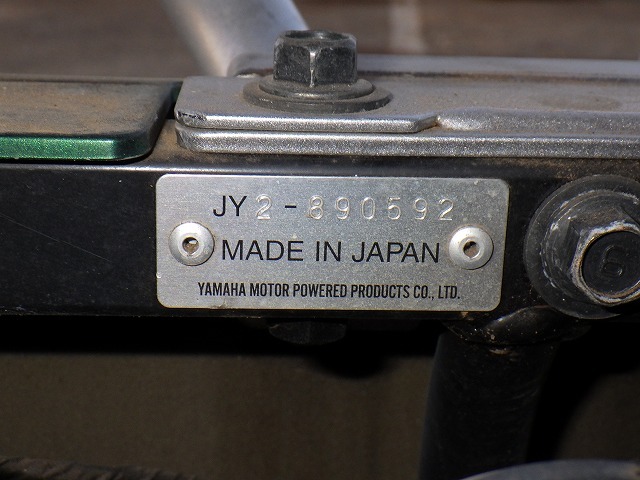 JY2-890592
MADE IN JAPAN
YAMAHA MOTOR POWERED PRODUCTS CO., LTD.